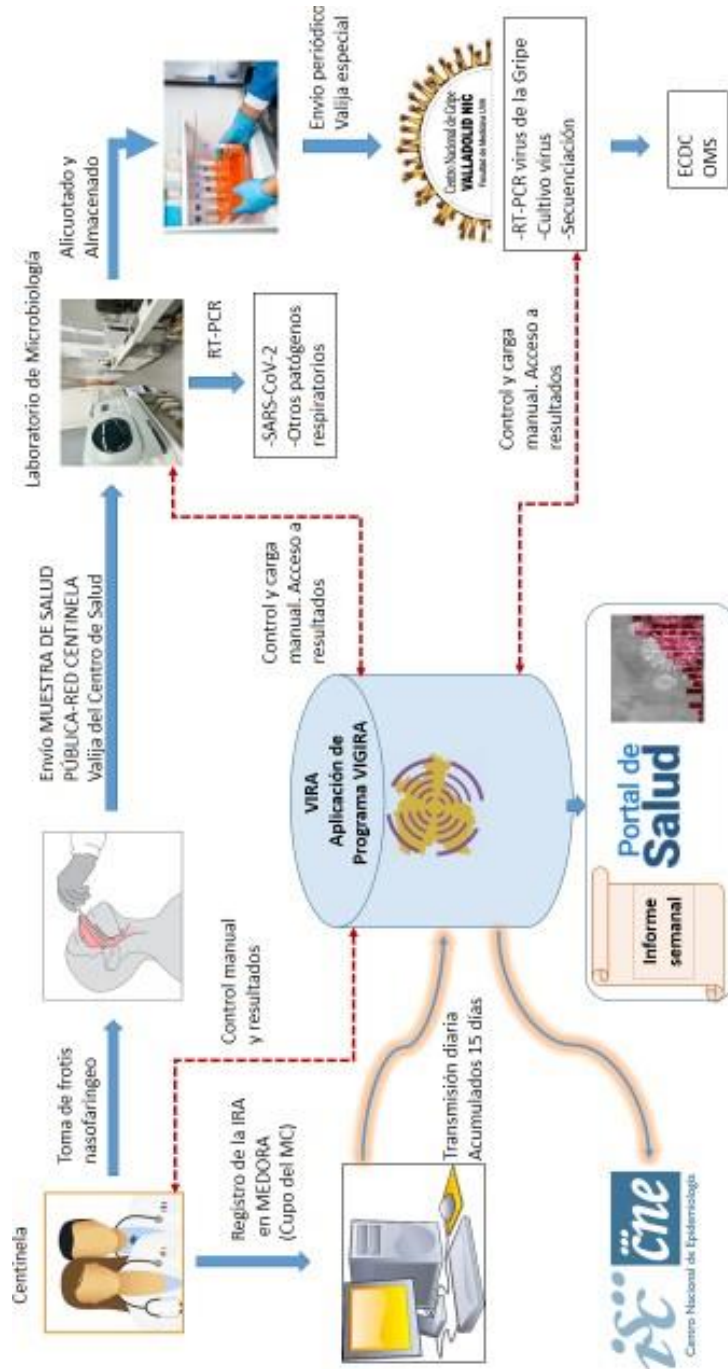 Centinela
Toma de frotis
nasofaríngeo
Envío MUESTRA DE SALUD
PÚBLICA-RED CENTINELA
Valija del Centro de Salud
Laboratorio de Microbiología
Alicuotado y
Almacenado
RT-PCR
-SARS-CoV-2
-Otros patógenos
respiratorios
Envío periódico
Valija especial
Centro Nacional de Gripe
VALLADOLID NIC
-RT-PCR virus de la Gripe
-Cultivo virus
-Secuenciación
ECDC
OMS
Registro de la IRA
en MEDORA
(Cupo del MC)
Control manual
y resultados
Control y carga
manual. Acceso a
resultados
Control y carga
manual. Acceso a
resultados
VIRA
Aplicación de
Programa VIGIRA
Transmisión diaria
Acumulados 15 días
isciii
cne
Centro Nacional de Epidemiología
Informe
semanal
Portal de
Salud